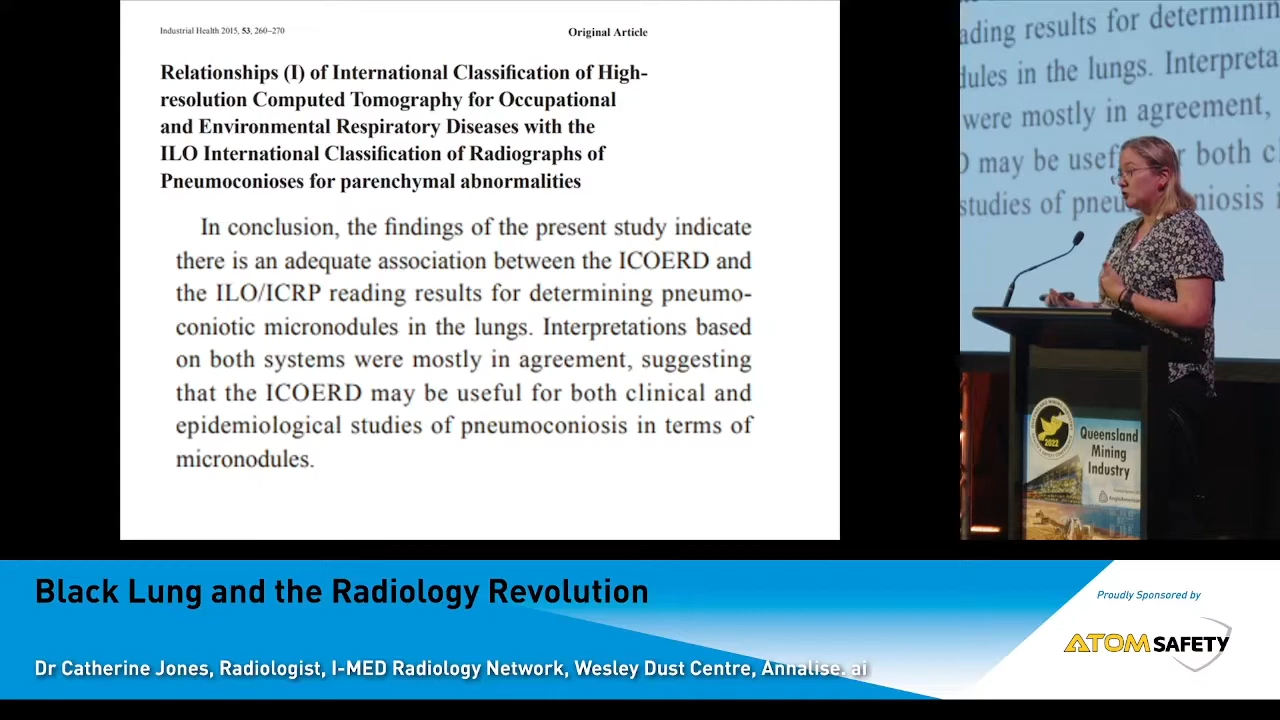 Industrial Health 2015, 53, 260–270
Original Article
Relationships (I) of International Classification of High-
resolution Computed Tomography for Occupational
and Environmental Respiratory Diseases with the
ILO International Classification of Radiographs of
Pneumoconioses for parenchymal abnormalities
In conclusion, the findings of the present study indicate
there is an adequate association between the ICOERD and
the ILO/ICRP reading results for determining pneumo-
coniotic micronodules in the lungs. Interpretations based
on both systems were mostly in agreement, suggesting
that the ICOERD may be useful for both clinical and
epidemiological studies of pneumoconiosis in terms of
micronodules.
ading results for determinin
dules in the lungs. Interpreta
were mostly in agreement,
D may be usef r both cl
studies of pneu niosis i
2022
Queensland
Mining
Industry
Black Lung and the Radiology Revolution
Dr Catherine Jones, Radiologist, I-MED Radiology Network, Wesley Dust Centre, Annalise. ai
Proudly Sponsored by
ATOM SAFETY